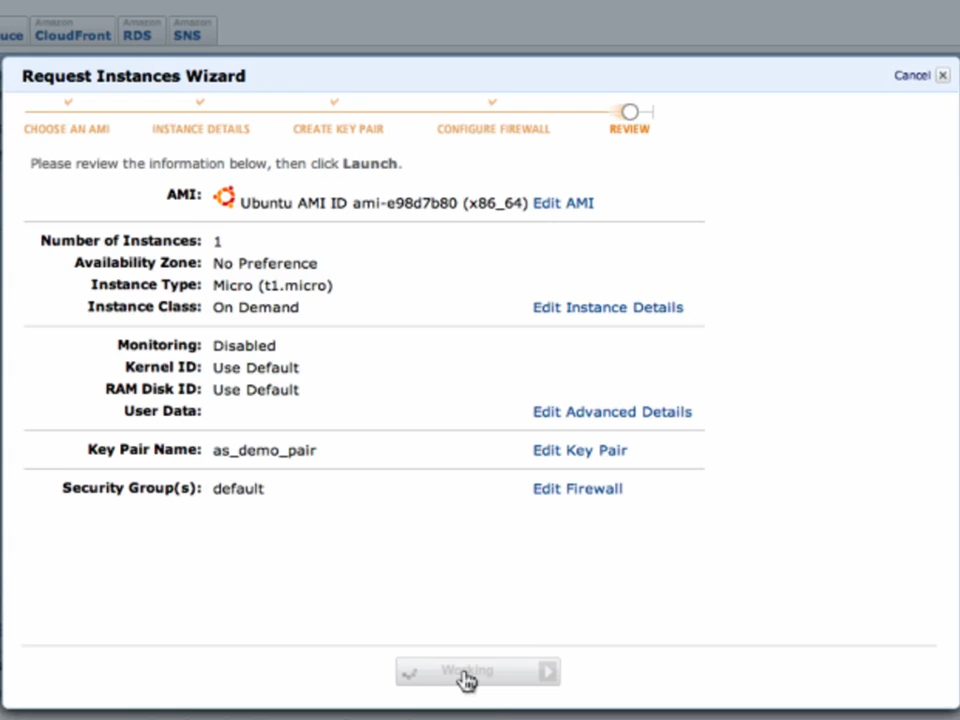 Amazon Amazon Amazon
uce CloudFront RDS SNS
Request Instances Wizard Cancel
CHOOSE AN AMI INSTANCE DETAILS CREATE KEY PAIR CONFIGURE FIREWALL REVIEW
Please review the information below, then click Launch.
AMI: Ubuntu AMI ID ami-e98d7b80 (x86_64) Edit AMI
Number of Instances: 1
Availability Zone: No Preference
Instance Type: Micro (t1.micro)
Instance Class: On Demand Edit Instance Details
Monitoring: Disabled
Kernel ID: Use Default
RAM Disk ID: Use Default
User Data: Edit Advanced Details
Key Pair Name: as_demo_pair Edit Key Pair
Security Group(s): default Edit Firewall
Working